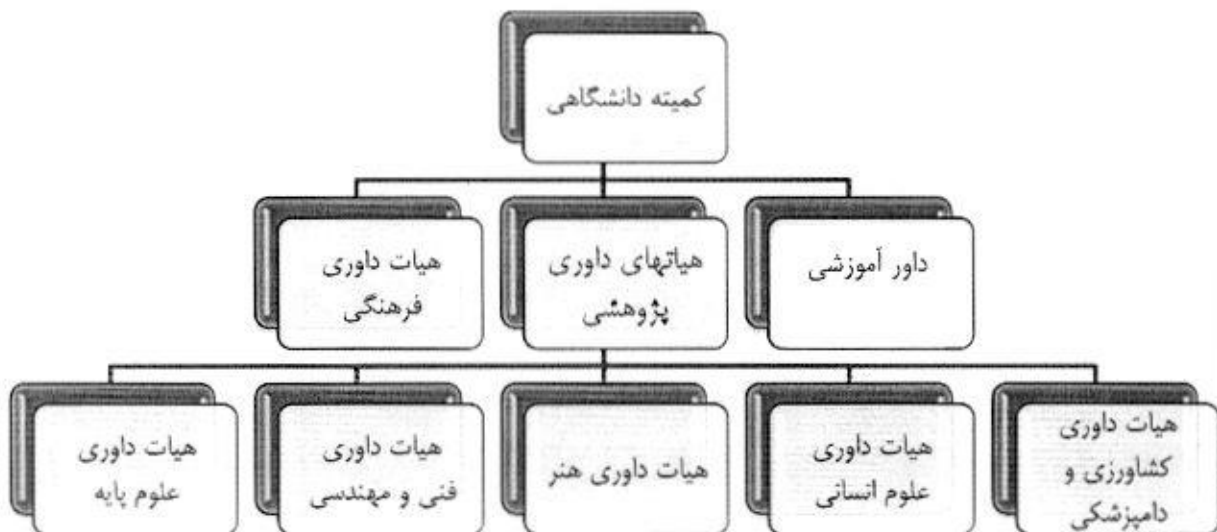 کمیته دانشگاهی
داور آموزشی
هیاتهای داوری
پژوهشی
هیات داوری
فرهنگی
هیات داوری
کشاورزی و
دامپزشکی
هیات داوری
علوم انسانی
هیات داوری هنر
هیات داوری
فنی و مهندسی
هیات داوری
علوم پایه